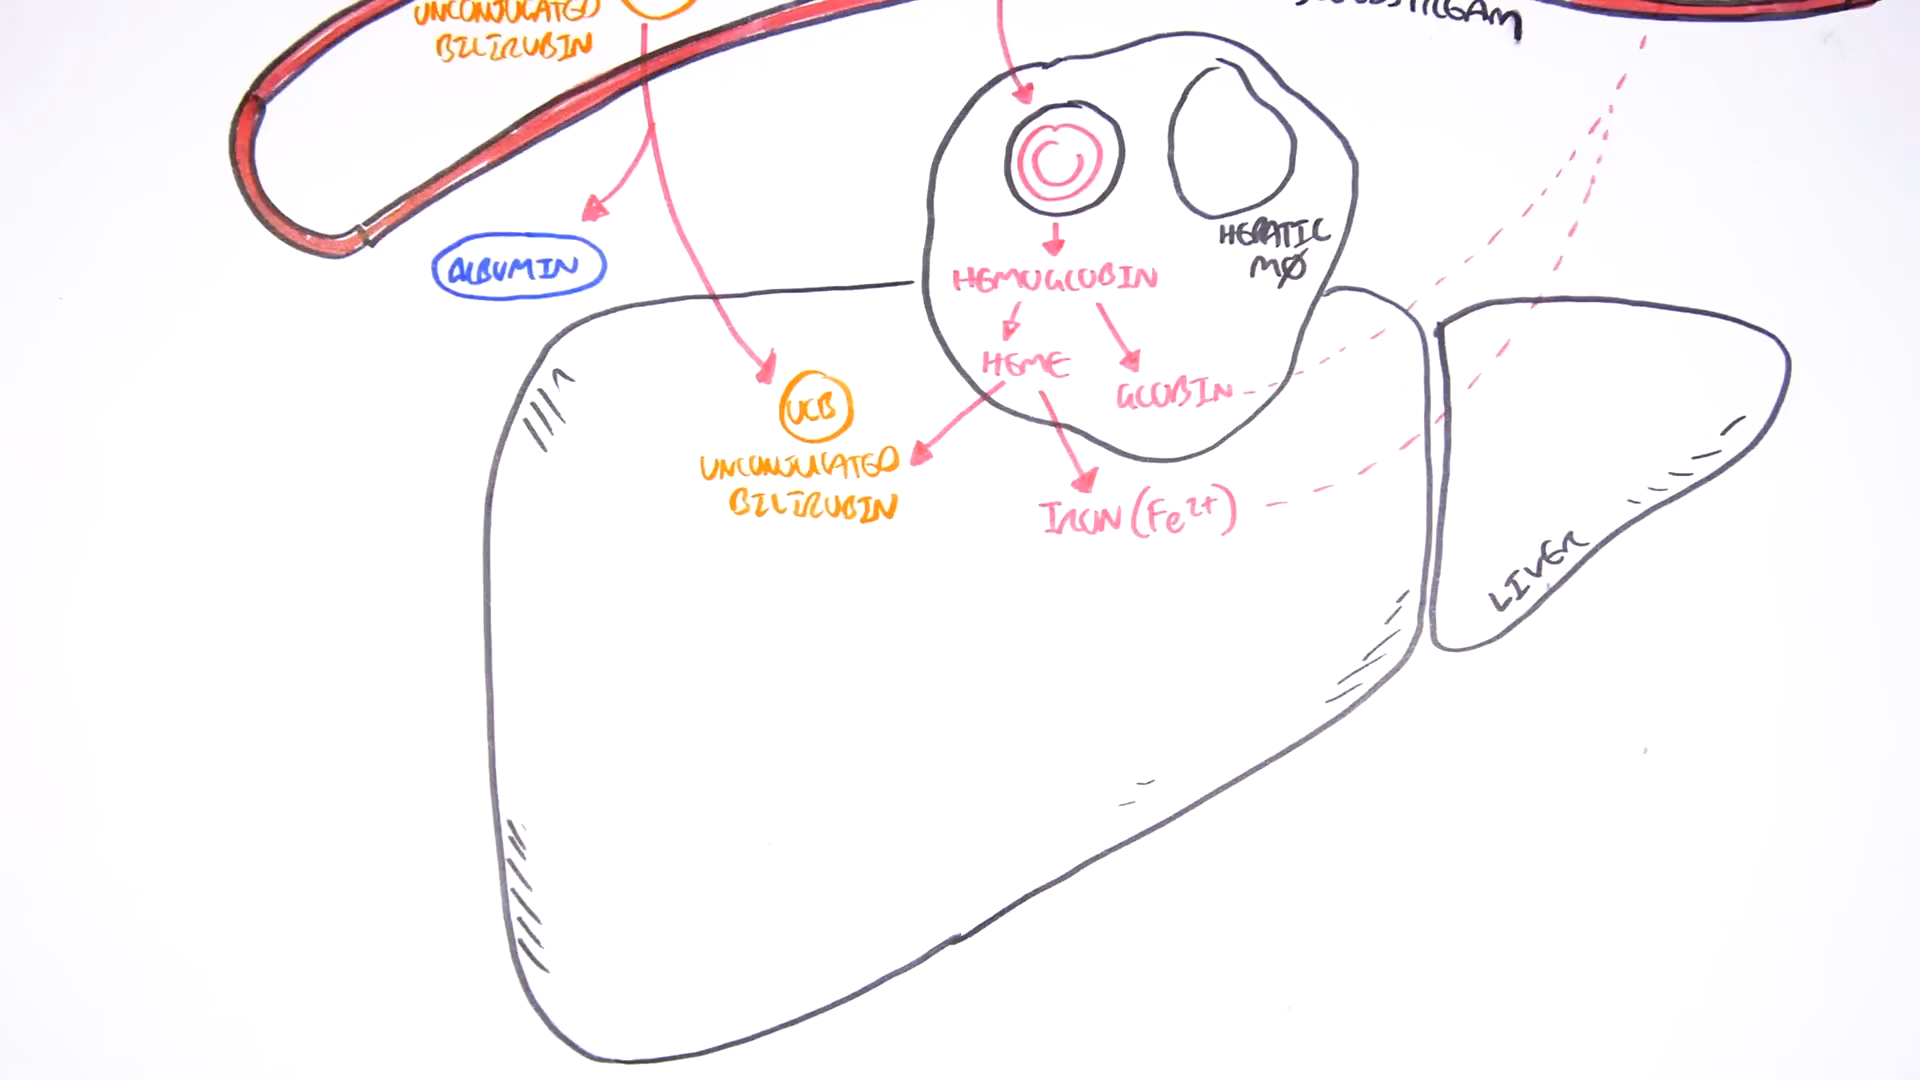 UNCONJUGATED
BILIRUBIN
ALBUMIN
HEPATIC
MØ
HEMOGLOBIN
HEME
GLOBIN
UCB
UNCONJUGATED
BILIRUBIN
IRON (Fe²⁺)
LIVER